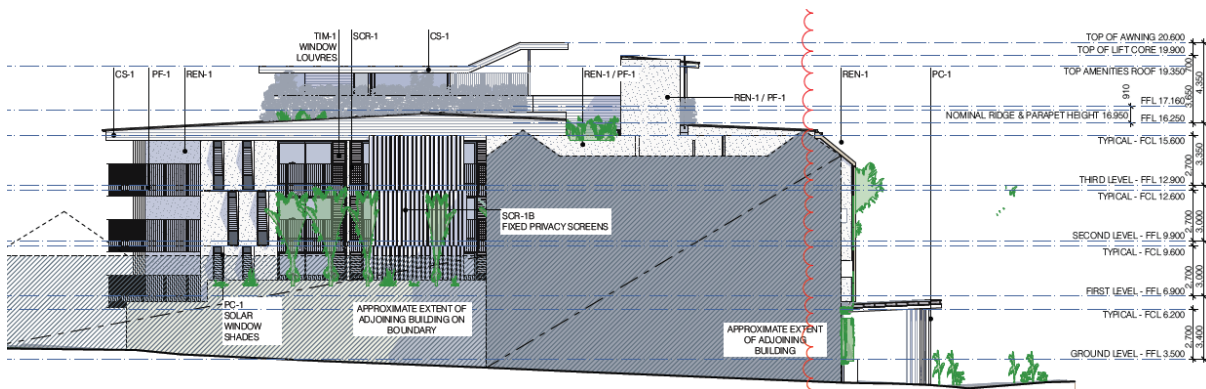 TIM-1
WINDOW
LOUVRES
SCR-1
CS-1
TOP OF AWNING 20.600
TOP OF LIFT CORE 19.900
CS-1
PF-1
REN-1
REN-1 / PF-1
REN-1
PC-1
TOP AMENITIES ROOF 19.350
REN-1 / PF-1
FFL 17.160
NOMINAL RIDGE & PARAPET HEIGHT 16.950
FFL 16.250
TYPICAL - FCL 15.600
THIRD LEVEL - FFL 12.900
TYPICAL - FCL 12.600
SCR-1B
FIXED PRIVACY SCREENS
SECOND LEVEL - FFL 9.900
TYPICAL - FCL 9.600
FIRST LEVEL - FFL 6.900
PC-1
SOLAR
WINDOW
SHADES
APPROXIMATE EXTENT OF
ADJOINING BUILDING ON
BOUNDARY
TYPICAL - FCL 6.200
APPROXIMATE EXTENT
OF ADJOINING
BUILDING
GROUND LEVEL - FFL 3.500
910
700
3.650
4.350
2.700
3.350
2.700
3.000
2.700
3.000
2.700
3.400